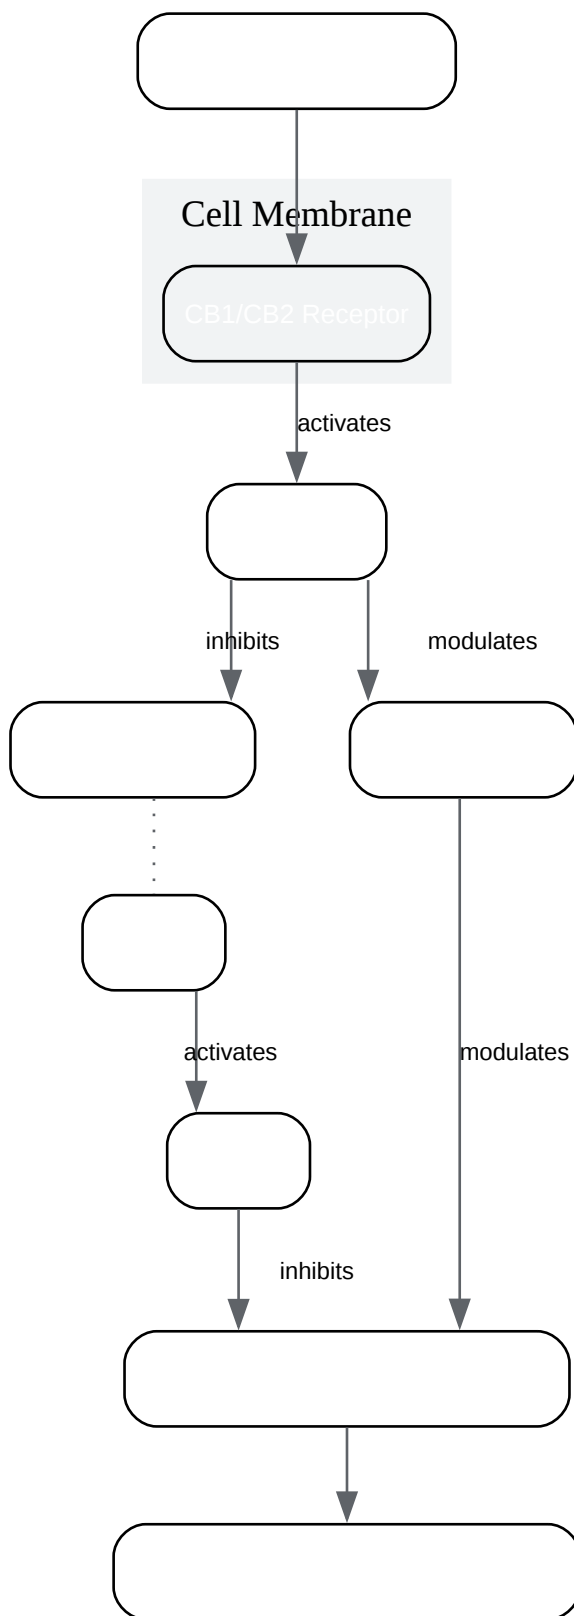 Cell Membrane
CB1/CB2 Receptor
activates
inhibits
modulates
activates
modulates
inhibits